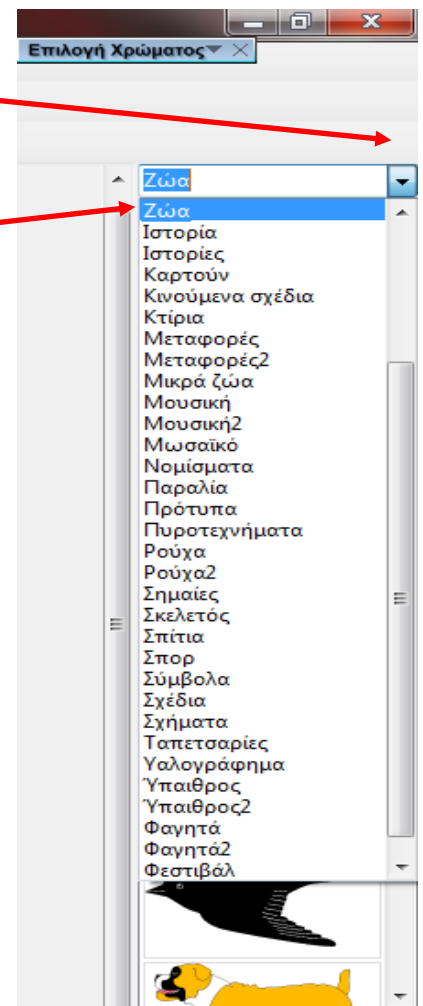 Επιλογή Χρώματος
Ζώα
Ζώα
Ιστορία
Ιστορίες
Καρτούν
Κινούμενα σχέδια
Κτίρια
Μεταφορές
Μεταφορές2
Μικρά ζώα
Μουσική
Μουσική2
Μωσαϊκό
Νομίσματα
Παραλία
Πρότυπα
Πυροτεχνήματα
Ρούχα
Ρούχα2
Σημαίες
Σκελετός
Σπίτια
Σπορ
Σύμβολα
Σχέδια
Σχήματα
Ταπετσαρίες
Υαλογράφημα
Ύπαιθρος
Ύπαιθρος2
Φαγητά
Φαγητά2
Φεστιβάλ